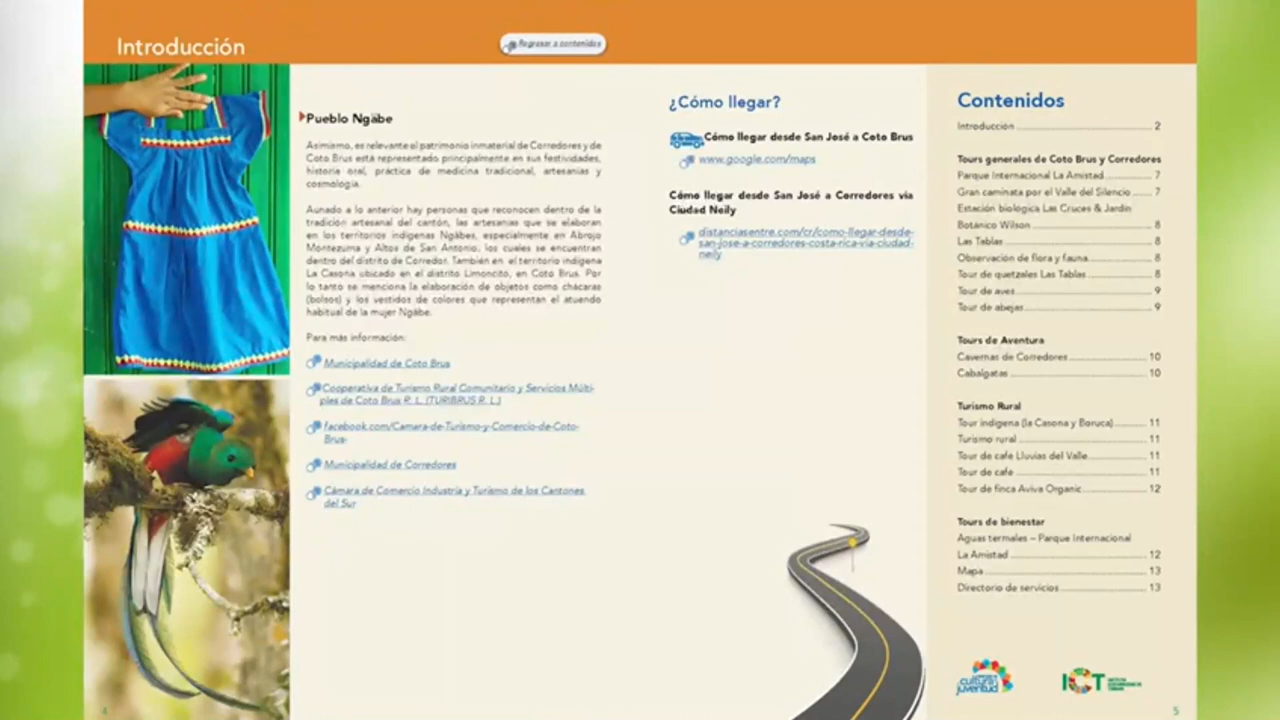 Introducción
Regresar a contenidos
Pueblo Ngäbe
Asimismo, es relevante el patrimonio inmaterial de Corredores y de
Coto Brus está representado principalmente en sus festividades,
historia oral, práctica de medicina tradicional, artesanías y
cosmología.
Aunado a lo anterior hay personas que reconocen dentro de la
tradición artesanal del cantón, las artesanías que se elaboran
en los territorios indígenas Ngäbes, especialmente en Abrojo
Montezuma y Altos de San Antonio, los cuales se encuentran
dentro del distrito de Corredor. También en el territorio indígena
La Casona ubicado en el distrito Limoncito, en Coto Brus. Por
lo tanto se menciona la elaboración de objetos como chácaras
(bolsos) y los vestidos de colores que representan el atuendo
habitual de la mujer Ngäbe.
Para más información:
Municipalidad de Coto Brus
Cooperativa de Turismo Rural Comunitario y Servicios Múlti-
ples de Coto Brus R. L. (TURIBRUS R.L.)
facebook.com/Camara-de-Turismo-y-Comercio-de-Coto-
Brus-
Municipalidad de Corredores
Cámara de Comercio Industria y Turismo de los Cantones
del Sur
4
¿Cómo llegar?
Cómo llegar desde San José a Coto Brus
www.google.com/maps
Cómo llegar desde San José a Corredores vía
Ciudad Neily
distanciasentre.com/cr/como-llegar-desde-
san-jose-a-corredores-costa-rica-via-ciudad-
neily
Contenidos
Introducción 2
Tours generales de Coto Brus y Corredores
Parque Internacional La Amistad 7
Gran caminata por el Valle del Silencio 7
Estación biológica Las Cruces & Jardín
Botánico Wilson 8
Las Tablas 8
Observación de flora y fauna 8
Tour de quetzales Las Tablas 8
Tour de aves 9
Tour de abejas 9
Tours de Aventura
Cavernas de Corredores 10
Cabalgatas 10
Turismo Rural
Tour indígena (la Casona y Boruca) 11
Turismo rural 11
Tour de café Lluvias del Valle 11
Tour de café 11
Tour de finca Aviva Organic 12
Tours de bienestar
Aguas termales – Parque Internacional
La Amistad 12
Mapa 13
Directorio de servicios 13
cultura
juventud
ICT
5